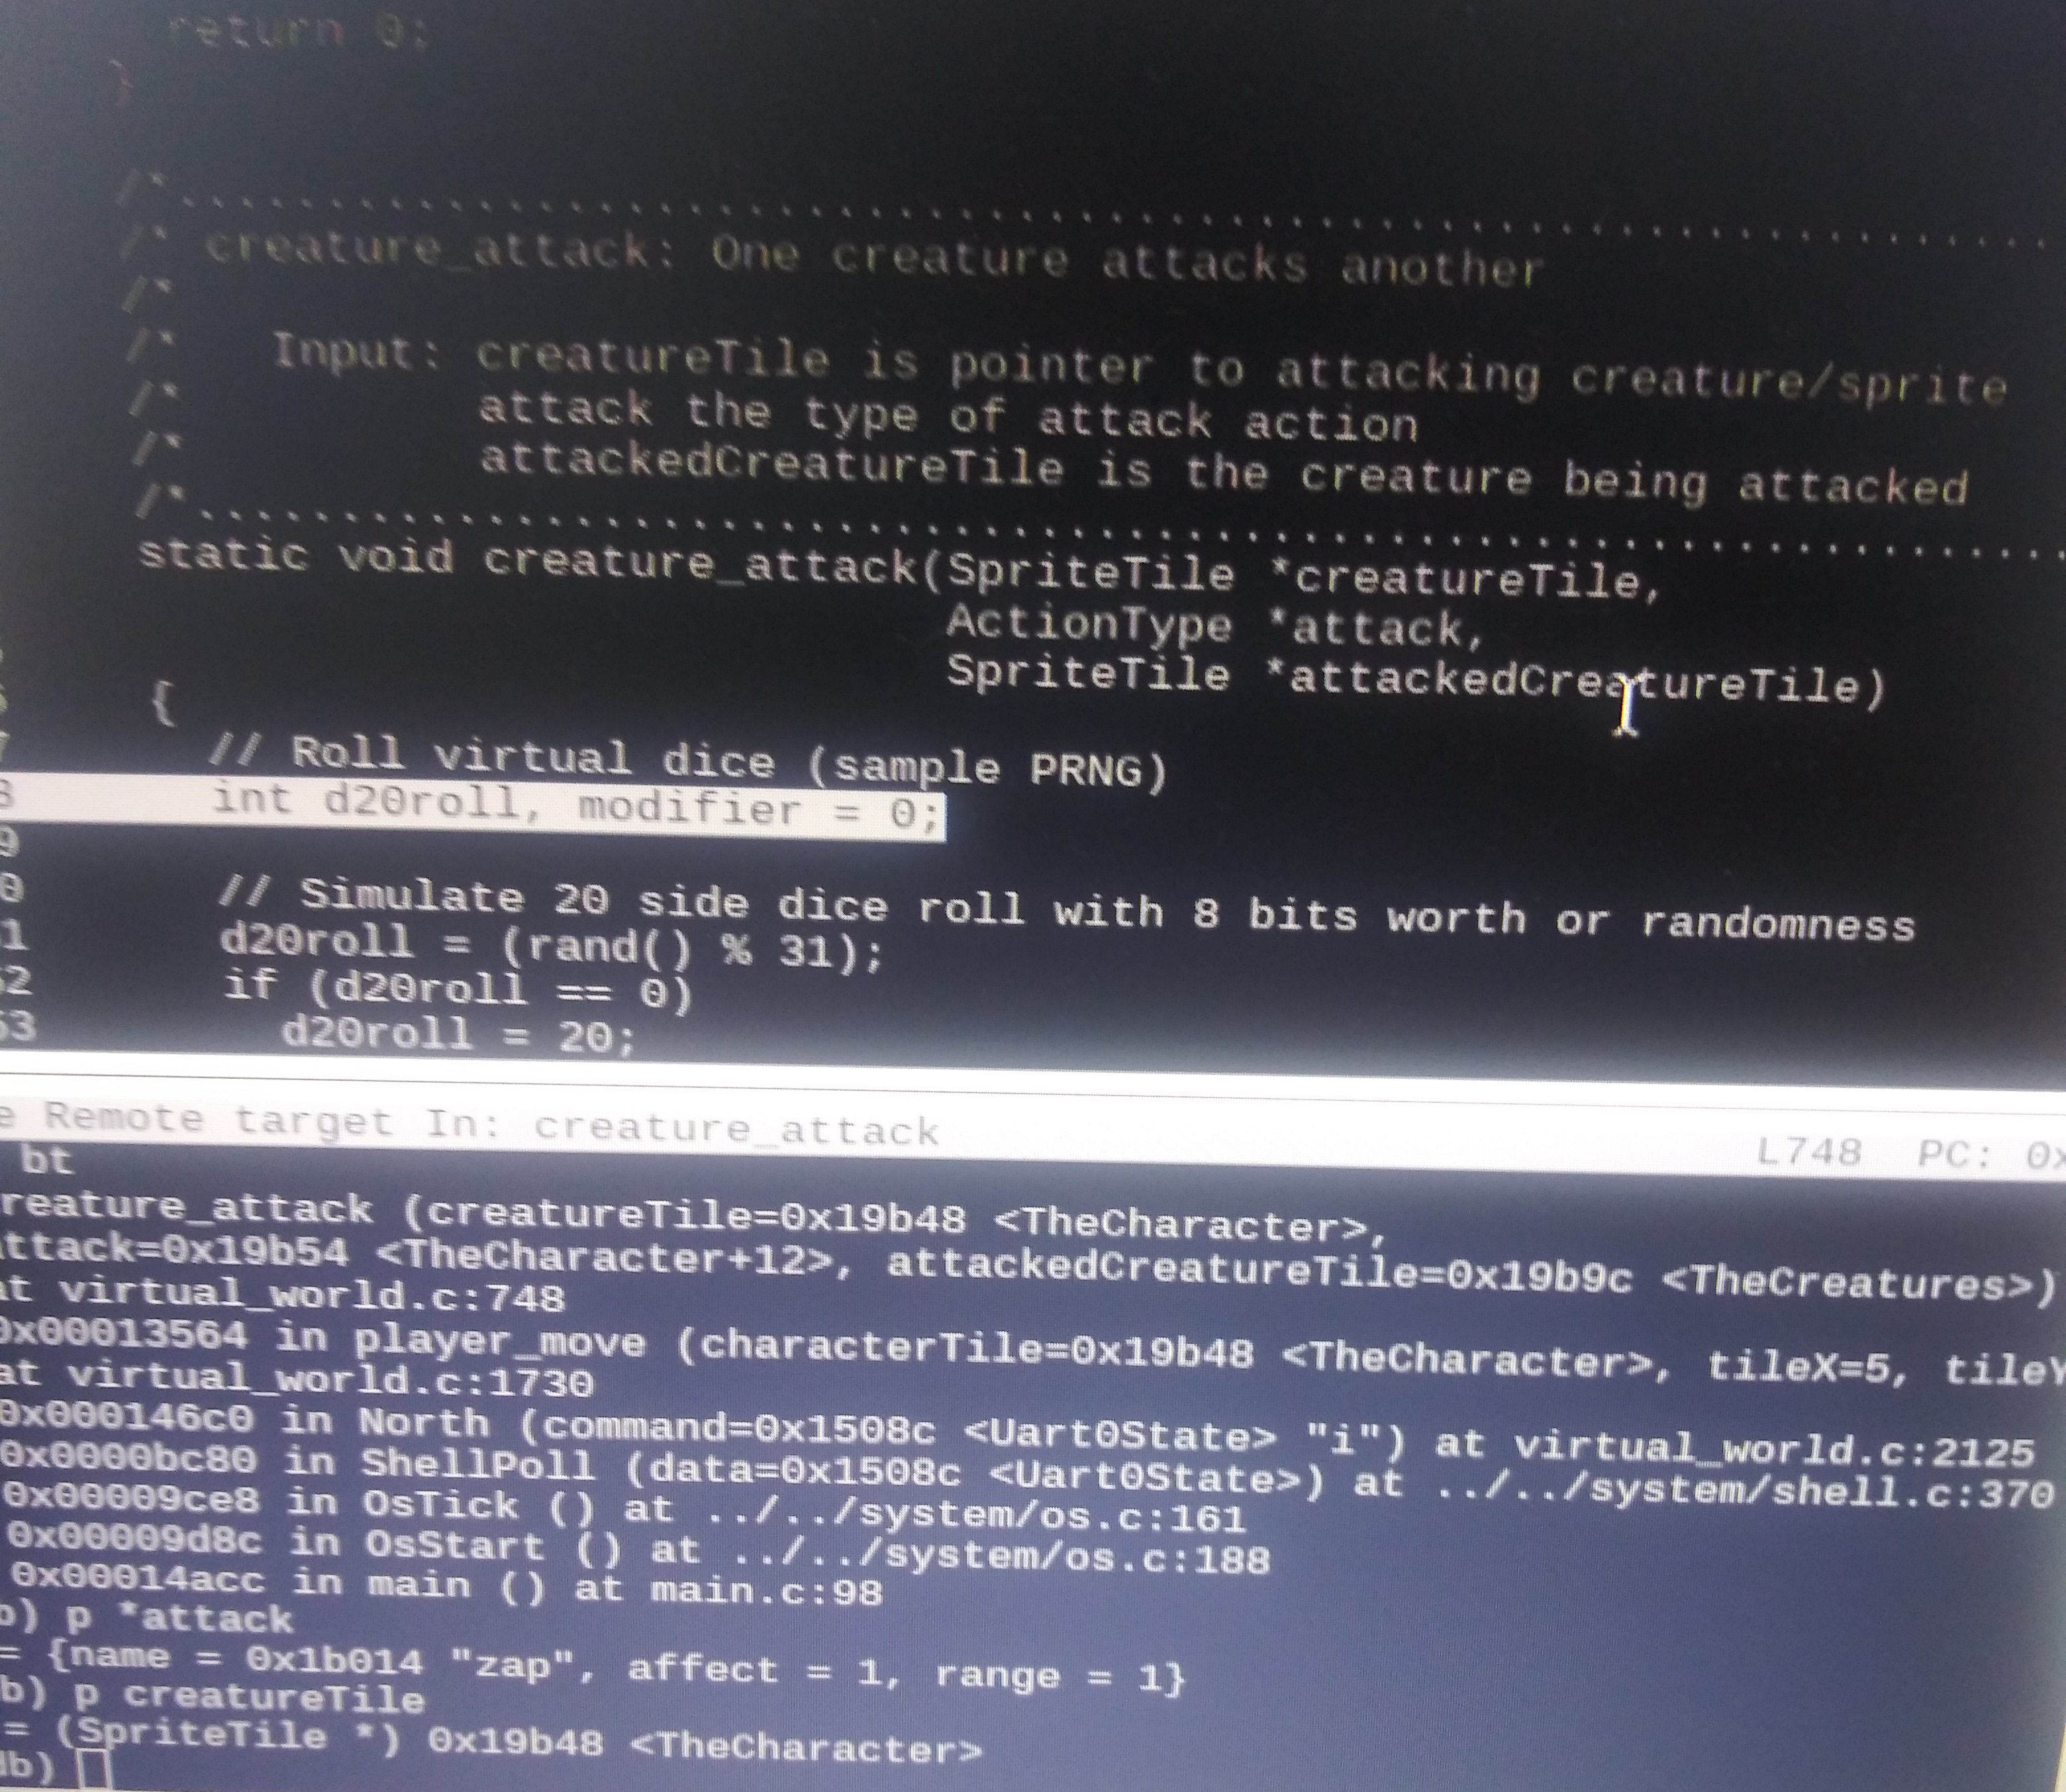 return 0;
}
/*..........................................................
/* creature_attack: One creature attacks another
/*
/* Input: creatureTile is pointer to attacking creature/sprite
/* attack the type of attack action
/* attackedCreatureTile is the creature being attacked
/*..........................................................
static void creature_attack(SpriteTile *creatureTile,
ActionType *attack,
SpriteTile *attackedCreatureTile)
{
// Roll virtual dice (sample PRNG)
8 int d20roll, modifier = 0;
9
0 // Simulate 20 side dice roll with 8 bits worth or randomness
1 d20roll = (rand() % 31);
52 if (d20roll == 0)
53 d20roll = 20;
e Remote target In: creature_attack L748 PC: 0x
bt
reature_attack (creatureTile=0x19b48 <TheCharacter>,
ttack=0x19b54 <TheCharacter+12>, attackedCreatureTile=0x19b9c <TheCreatures>)
at virtual_world.c:748
0x00013564 in player_move (characterTile=0x19b48 <TheCharacter>, tileX=5, tileY
at virtual_world.c:1730
0x000146c0 in North (command=0x1508c <Uart0State> "i") at virtual_world.c:2125
0x0000bc80 in ShellPoll (data=0x1508c <Uart0State>) at ../../system/shell.c:370
0x00009ce8 in OsTick () at ../../system/os.c:161
0x00009d8c in OsStart () at ../../system/os.c:188
0x00014acc in main () at main.c:98
b) p *attack
= {name = 0x1b014 "zap", affect = 1, range = 1}
b) p creatureTile
= (SpriteTile *) 0x19b48 <TheCharacter>
db)